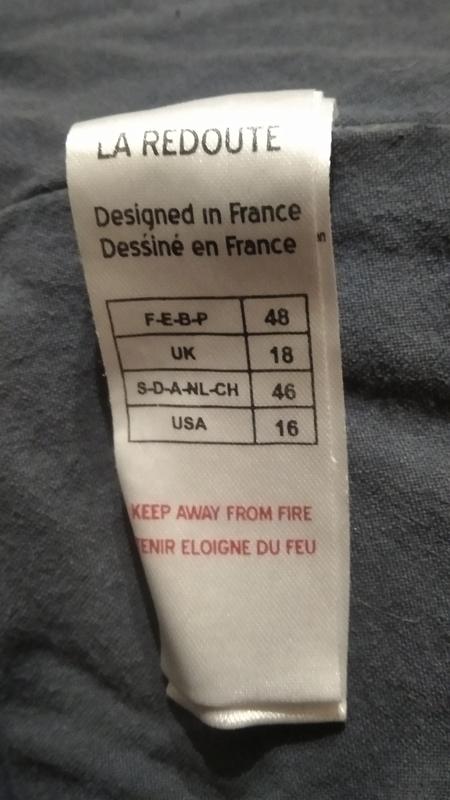 LA REDOUTE
Designed in France
Dessiné en France
F-E-B-P 48
UK 18
S-D-A-NL-CH 46
USA 16
KEEP AWAY FROM FIRE
TENIR ELOIGNE DU FEU